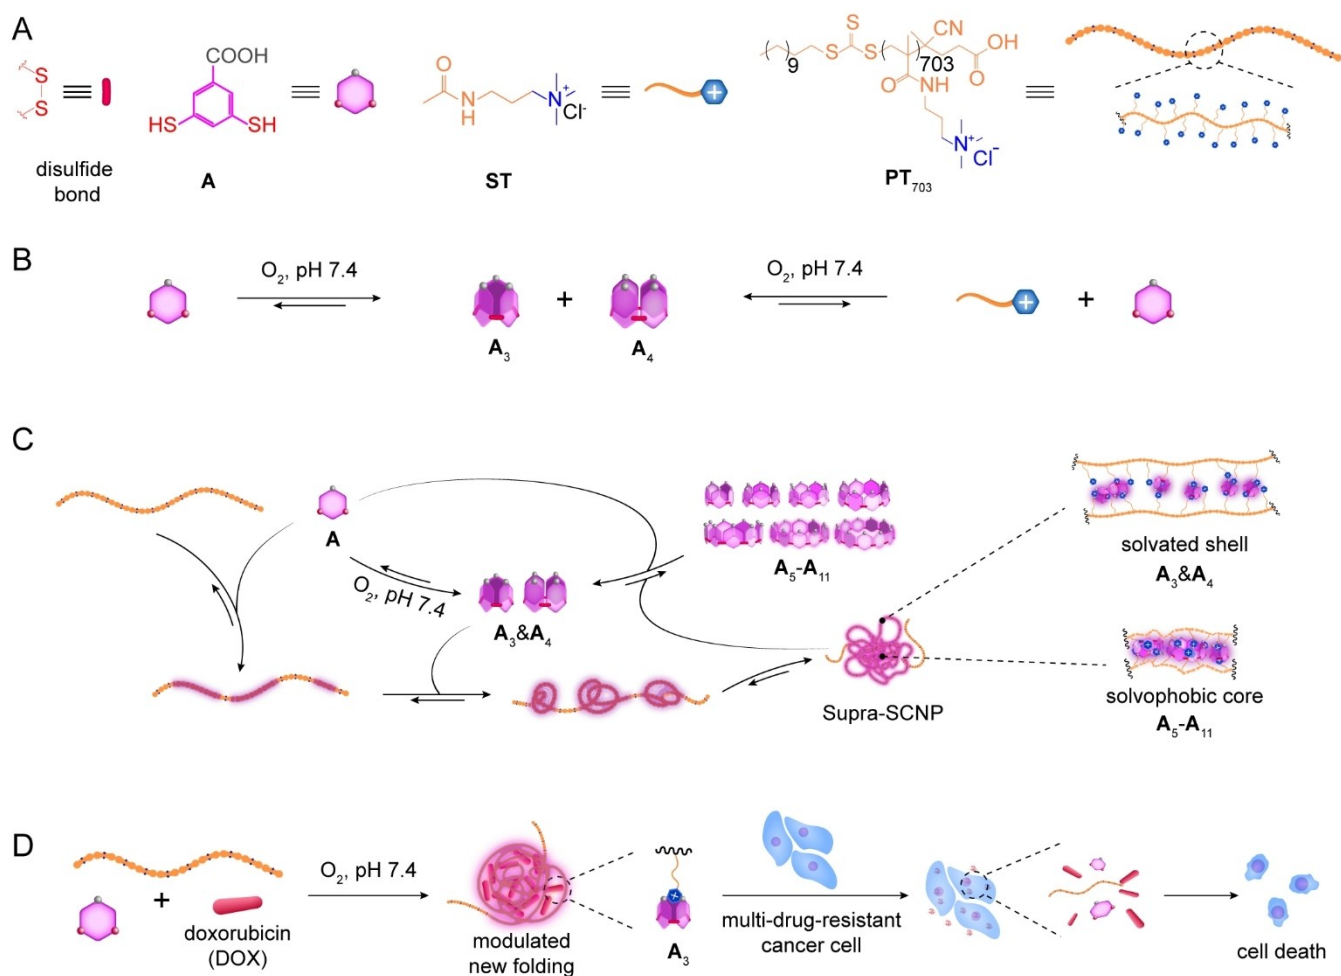 A
S
S
disulfide
bond
COOH
HS
SH
A
O
N
H
N⁺
Cl⁻
ST
9
S
S
S
CN
703
OH
O
O
NH
N⁺
Cl⁻
PT₇₀₃
B
O₂, pH 7.4
+
A₃
A₄
O₂, pH 7.4
+
+
C
A
O₂, pH 7.4
A₃&A₄
A₅-A₁₁
Supra-SCNP
solvated shell
A₃&A₄
solvophobic core
A₅-A₁₁
D
+
doxorubicin
(DOX)
O₂, pH 7.4
modulated
new folding
+
A₃
multi-drug-resistant
cancer cell
cell death